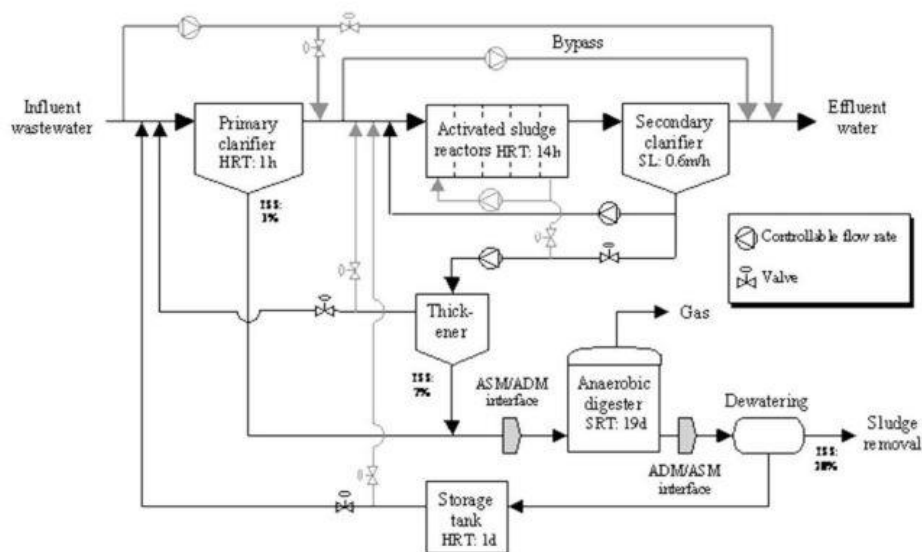 Bypass
Influent
wastewater
Primary
clarifier
HRT: 1h
Activated sludge
reactors HRT: 14h
Secondary
clarifier
SL: 0.6m/h
Effluent
water
TSS:
Controllable flow rate
Valve
Thick-
ener
TSS:
7%
Gas
ASM/ADM
interface
Anaerobic
digester
SRT: 19d
Dewatering
Sludge
removal
TSS:
ADM/ASM
interface
Storage
tank
HRT: 1d